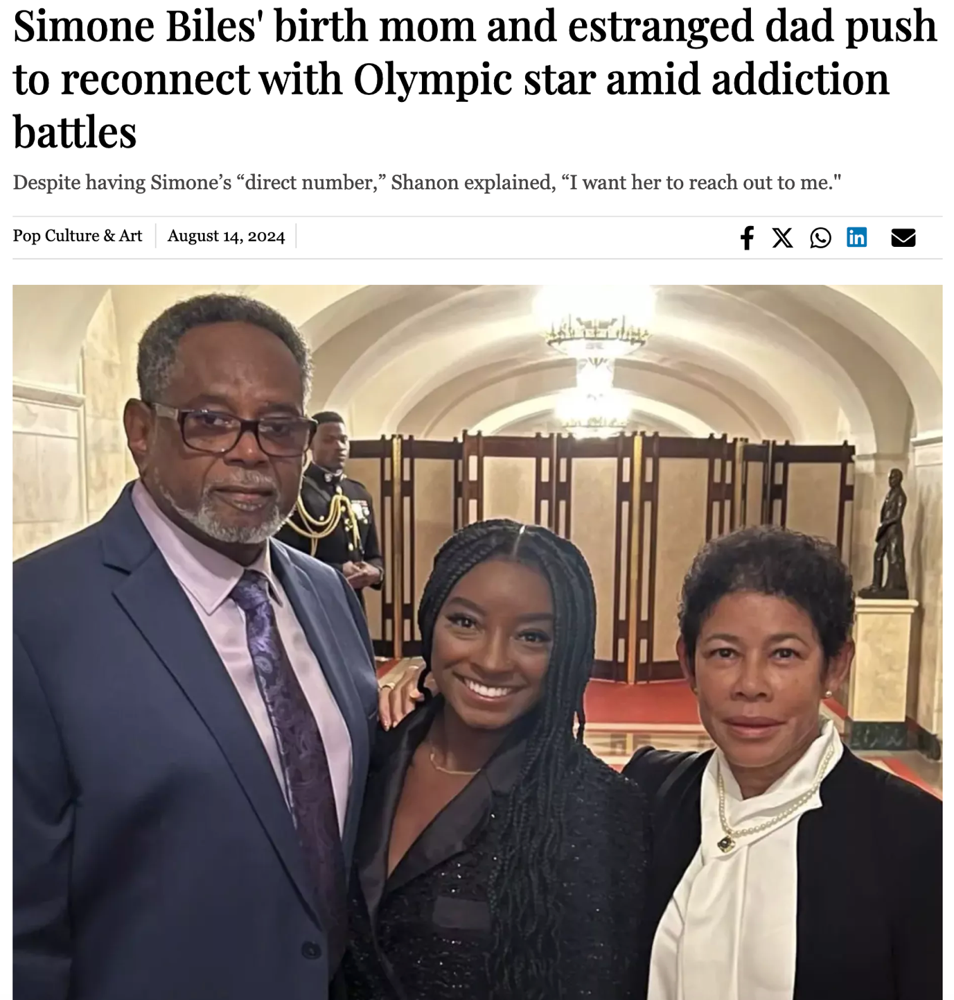 Simone Biles' birth mom and estranged dad push
to reconnect with Olympic star amid addiction
battles
Despite having Simone’s “direct number,” Shanon explained, “I want her to reach out to me."
Pop Culture & Art
August 14, 2024